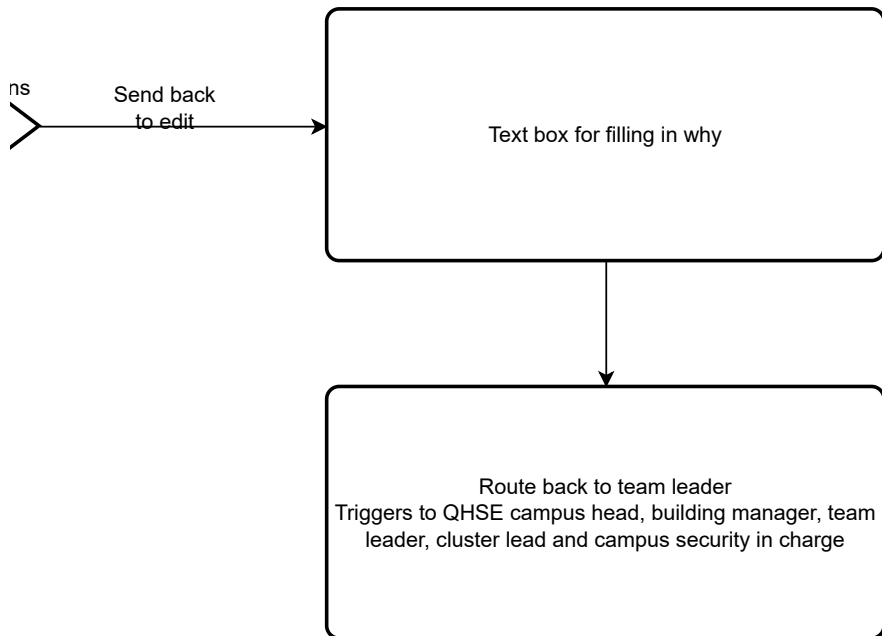 ns
Send back
to edit
Text box for filling in why
Route back to team leader
Triggers to QHSE campus head, building manager, team
leader, cluster lead and campus security in charge